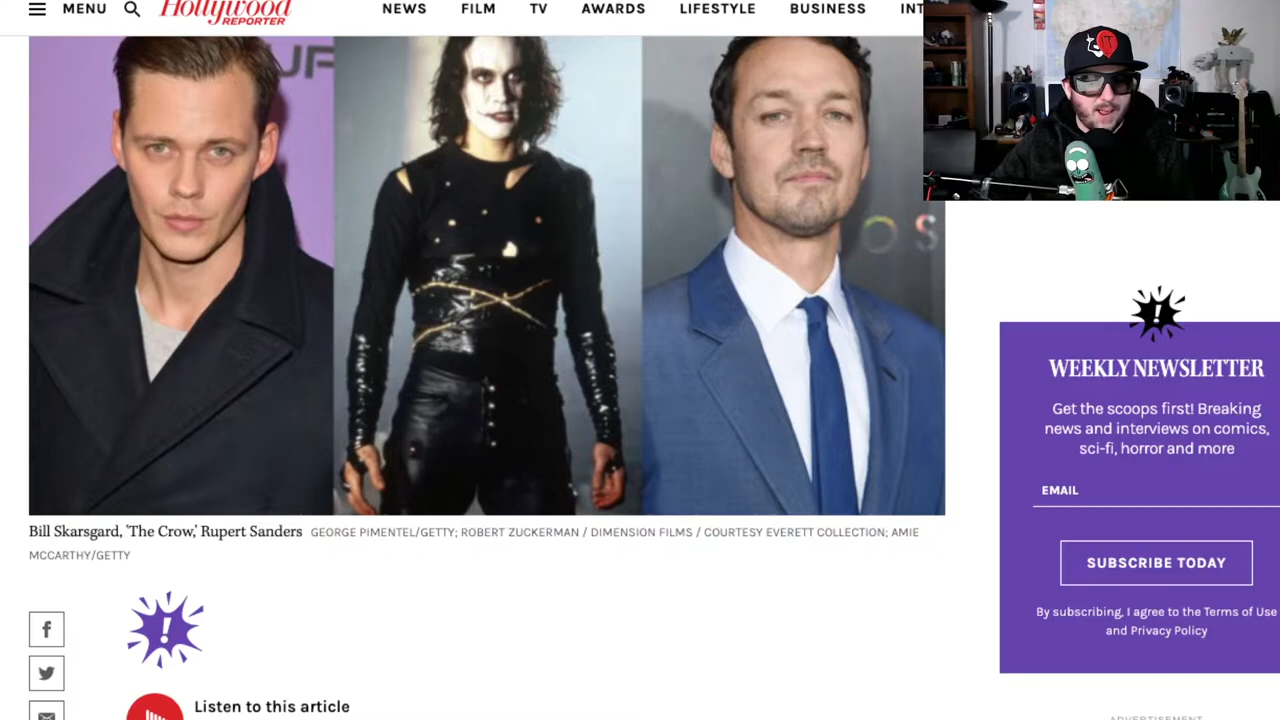 MENU
Hollywood
REPORTER
NEWS FILM TV AWARDS LIFESTYLE BUSINESS INT
IT
Bill Skarsgard, 'The Crow,' Rupert Sanders GEORGE PIMENTEL/GETTY; ROBERT ZUCKERMAN / DIMENSION FILMS / COURTESY EVERETT COLLECTION; AMIE
MCCARTHY/GETTY
Listen to this article
WEEKLY NEWSLETTER
Get the scoops first! Breaking
news and interviews on comics,
sci-fi, horror and more
EMAIL
SUBSCRIBE TODAY
By subscribing, I agree to the Terms of Use
and Privacy Policy
ADVERTISEMENT